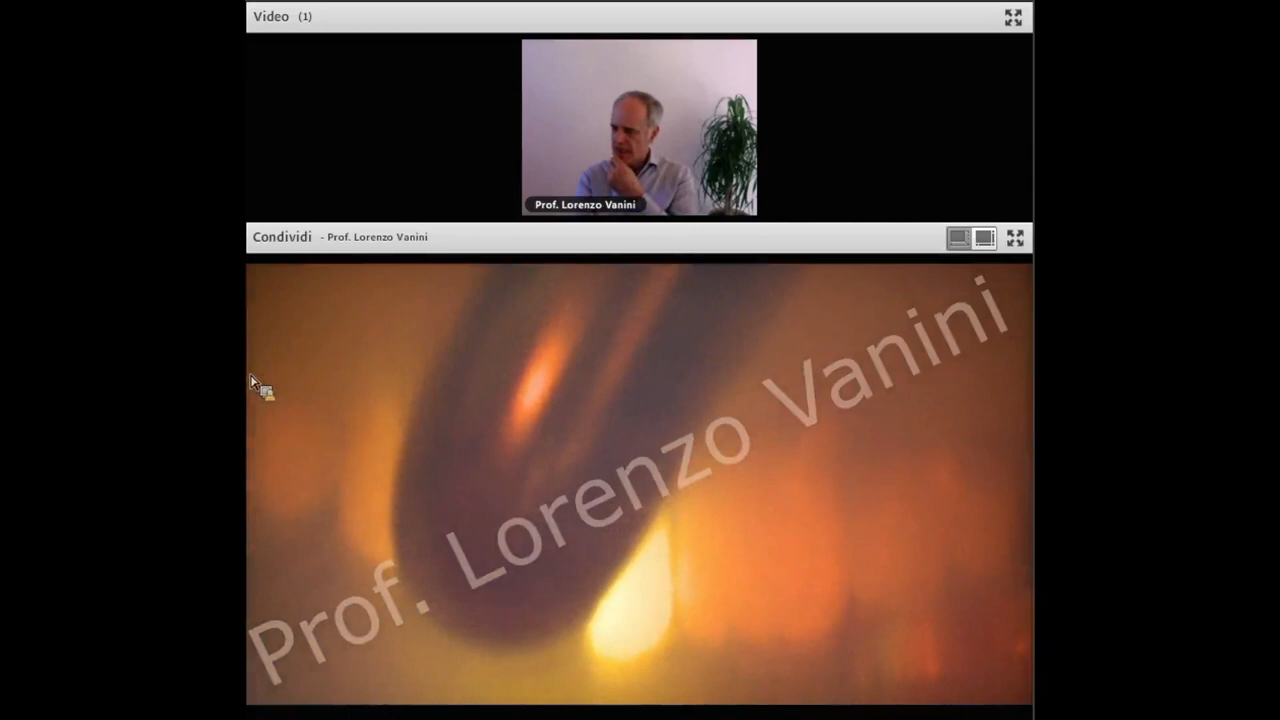 Video (1)
Prof. Lorenzo Vanini
Condividi - Prof. Lorenzo Vanini
Prof. Lorenzo Vanini